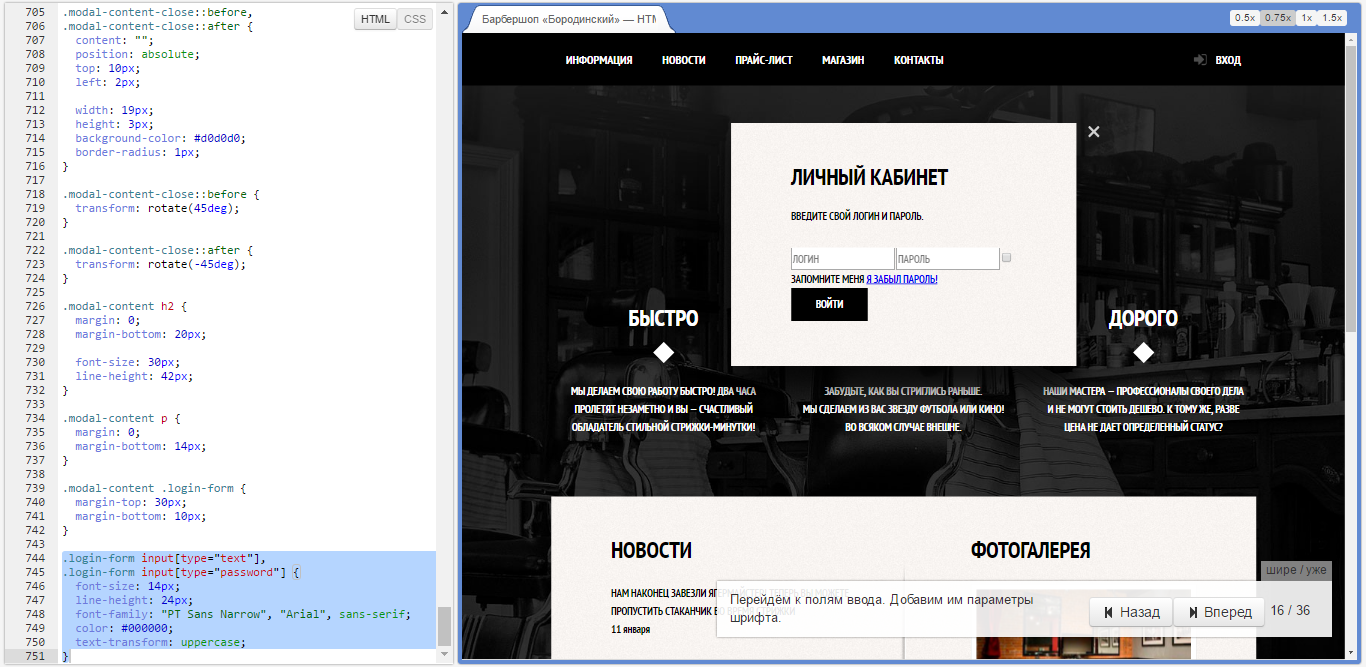 705 .modal-content-close::before,
706 .modal-content-close::after {
707 content: "";
708 position: absolute;
709 top: 10px;
710 left: 2px;
711
712 width: 19px;
713 height: 3px;
714 background-color: #d0d0d0;
715 border-radius: 1px;
716 }
717
718 .modal-content-close::before {
719 transform: rotate(45deg);
720 }
721
722 .modal-content-close::after {
723 transform: rotate(-45deg);
724 }
725
726 .modal-content h2 {
727 margin: 0;
728 margin-bottom: 20px;
729
730 font-size: 30px;
731 line-height: 42px;
732 }
733
734 .modal-content p {
735 margin: 0;
736 margin-bottom: 14px;
737 }
738
739 .modal-content .login-form {
740 margin-top: 30px;
741 margin-bottom: 10px;
742 }
743
744 .login-form input[type="text"],
745 .login-form input[type="password"] {
746 font-size: 14px;
747 line-height: 24px;
748 font-family: "PT Sans Narrow", "Arial", sans-serif;
749 color: #000000;
750 text-transform: uppercase;
751 }
HTML CSS
Барбершоп «Бородинский» — HTM
0.5x 0.75x 1x 1.5x
ИНФОРМАЦИЯ НОВОСТИ ПРАЙС-ЛИСТ МАГАЗИН КОНТАКТЫ ВХОД
ЛИЧНЫЙ КАБИНЕТ
ВВЕДИТЕ СВОЙ ЛОГИН И ПАРОЛЬ.
ЛОГИН ПАРОЛЬ
ЗАПОМНИТЕ МЕНЯ Я ЗАБЫЛ ПАРОЛЬ!
ВОЙТИ
БЫСТРО
МЫ ДЕЛАЕМ СВОЮ РАБОТУ БЫСТРО! ДВА ЧАСА
ПРОЛЕТЯТ НЕЗАМЕТНО И ВЫ — СЧАСТЛИВЫЙ
ОБЛАДАТЕЛЬ СТИЛЬНОЙ СТРИЖКИ-МИНУТКИ!
ЗАБУДЬТЕ, КАК ВЫ СТРИГЛИСЬ РАНЬШЕ.
МЫ СДЕЛАЕМ ИЗ ВАС ЗВЕЗДУ ФУТБОЛА ИЛИ КИНО!
ВО ВСЯКОМ СЛУЧАЕ ВНЕШНЕ.
ДОРОГО
НАШИ МАСТЕРА — ПРОФЕССИОНАЛЫ СВОЕГО ДЕЛА
И НЕ МОГУТ СТОИТЬ ДЕШЕВО. К ТОМУ ЖЕ, РАЗВЕ
ЦЕНА НЕ ДАЕТ ОПРЕДЕЛЕННЫЙ СТАТУС?
НОВОСТИ
НАМ НАКОНЕЦ ЗАВЕЗЛИ
ПРОПУСТИТЬ СТАКАНЧИК
11 января
ФОТОГАЛЕРЕЯ
шире / уже
Перейдём к полям ввода. Добавим им параметры
шрифта.
Назад Вперед 16 / 36